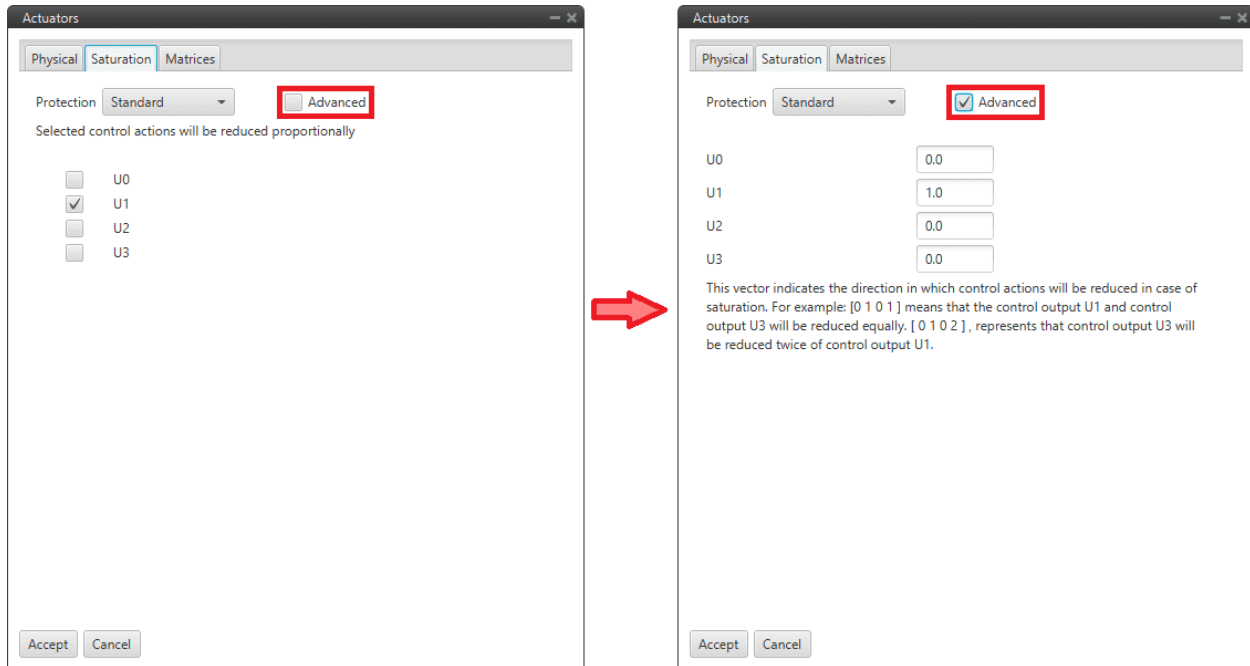 Actuators
Physical Saturation Matrices
Protection Standard Advanced
Selected control actions will be reduced proportionally
U0
U1
U2
U3
Accept Cancel
Actuators
Physical Saturation Matrices
Protection Standard Advanced
U0 0.0
U1 1.0
U2 0.0
U3 0.0
This vector indicates the direction in which control actions will be reduced in case of
saturation. For example: [0 1 0 1 ] means that the control output U1 and control
output U3 will be reduced equally. [ 0 1 0 2 ] , represents that control output U3 will
be reduced twice of control output U1.
Accept Cancel